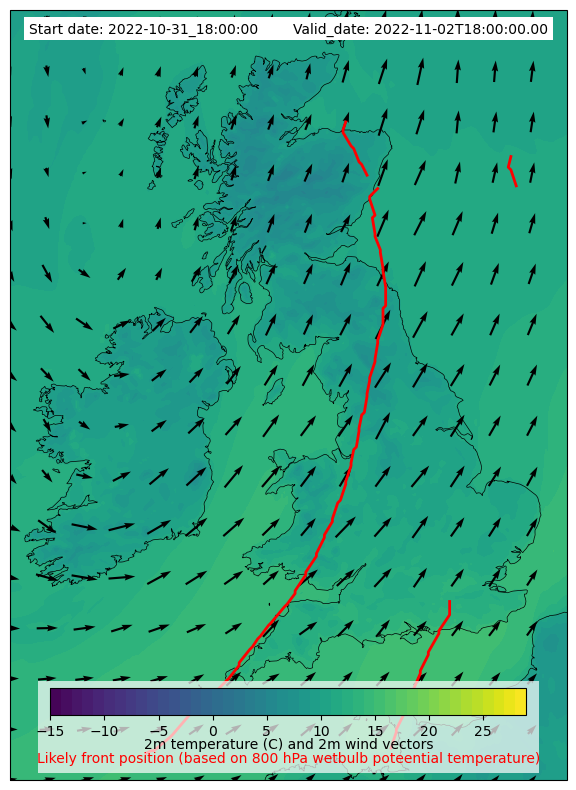 Start date: 2022-10-31_18:00:00 Valid_date: 2022-11-02T18:00:00.00
−15 −10 −5 0 5 10 15 20 25
2m temperature (C) and 2m wind vectors
Likely front position (based on 800 hPa wetbulb poteential temperature)